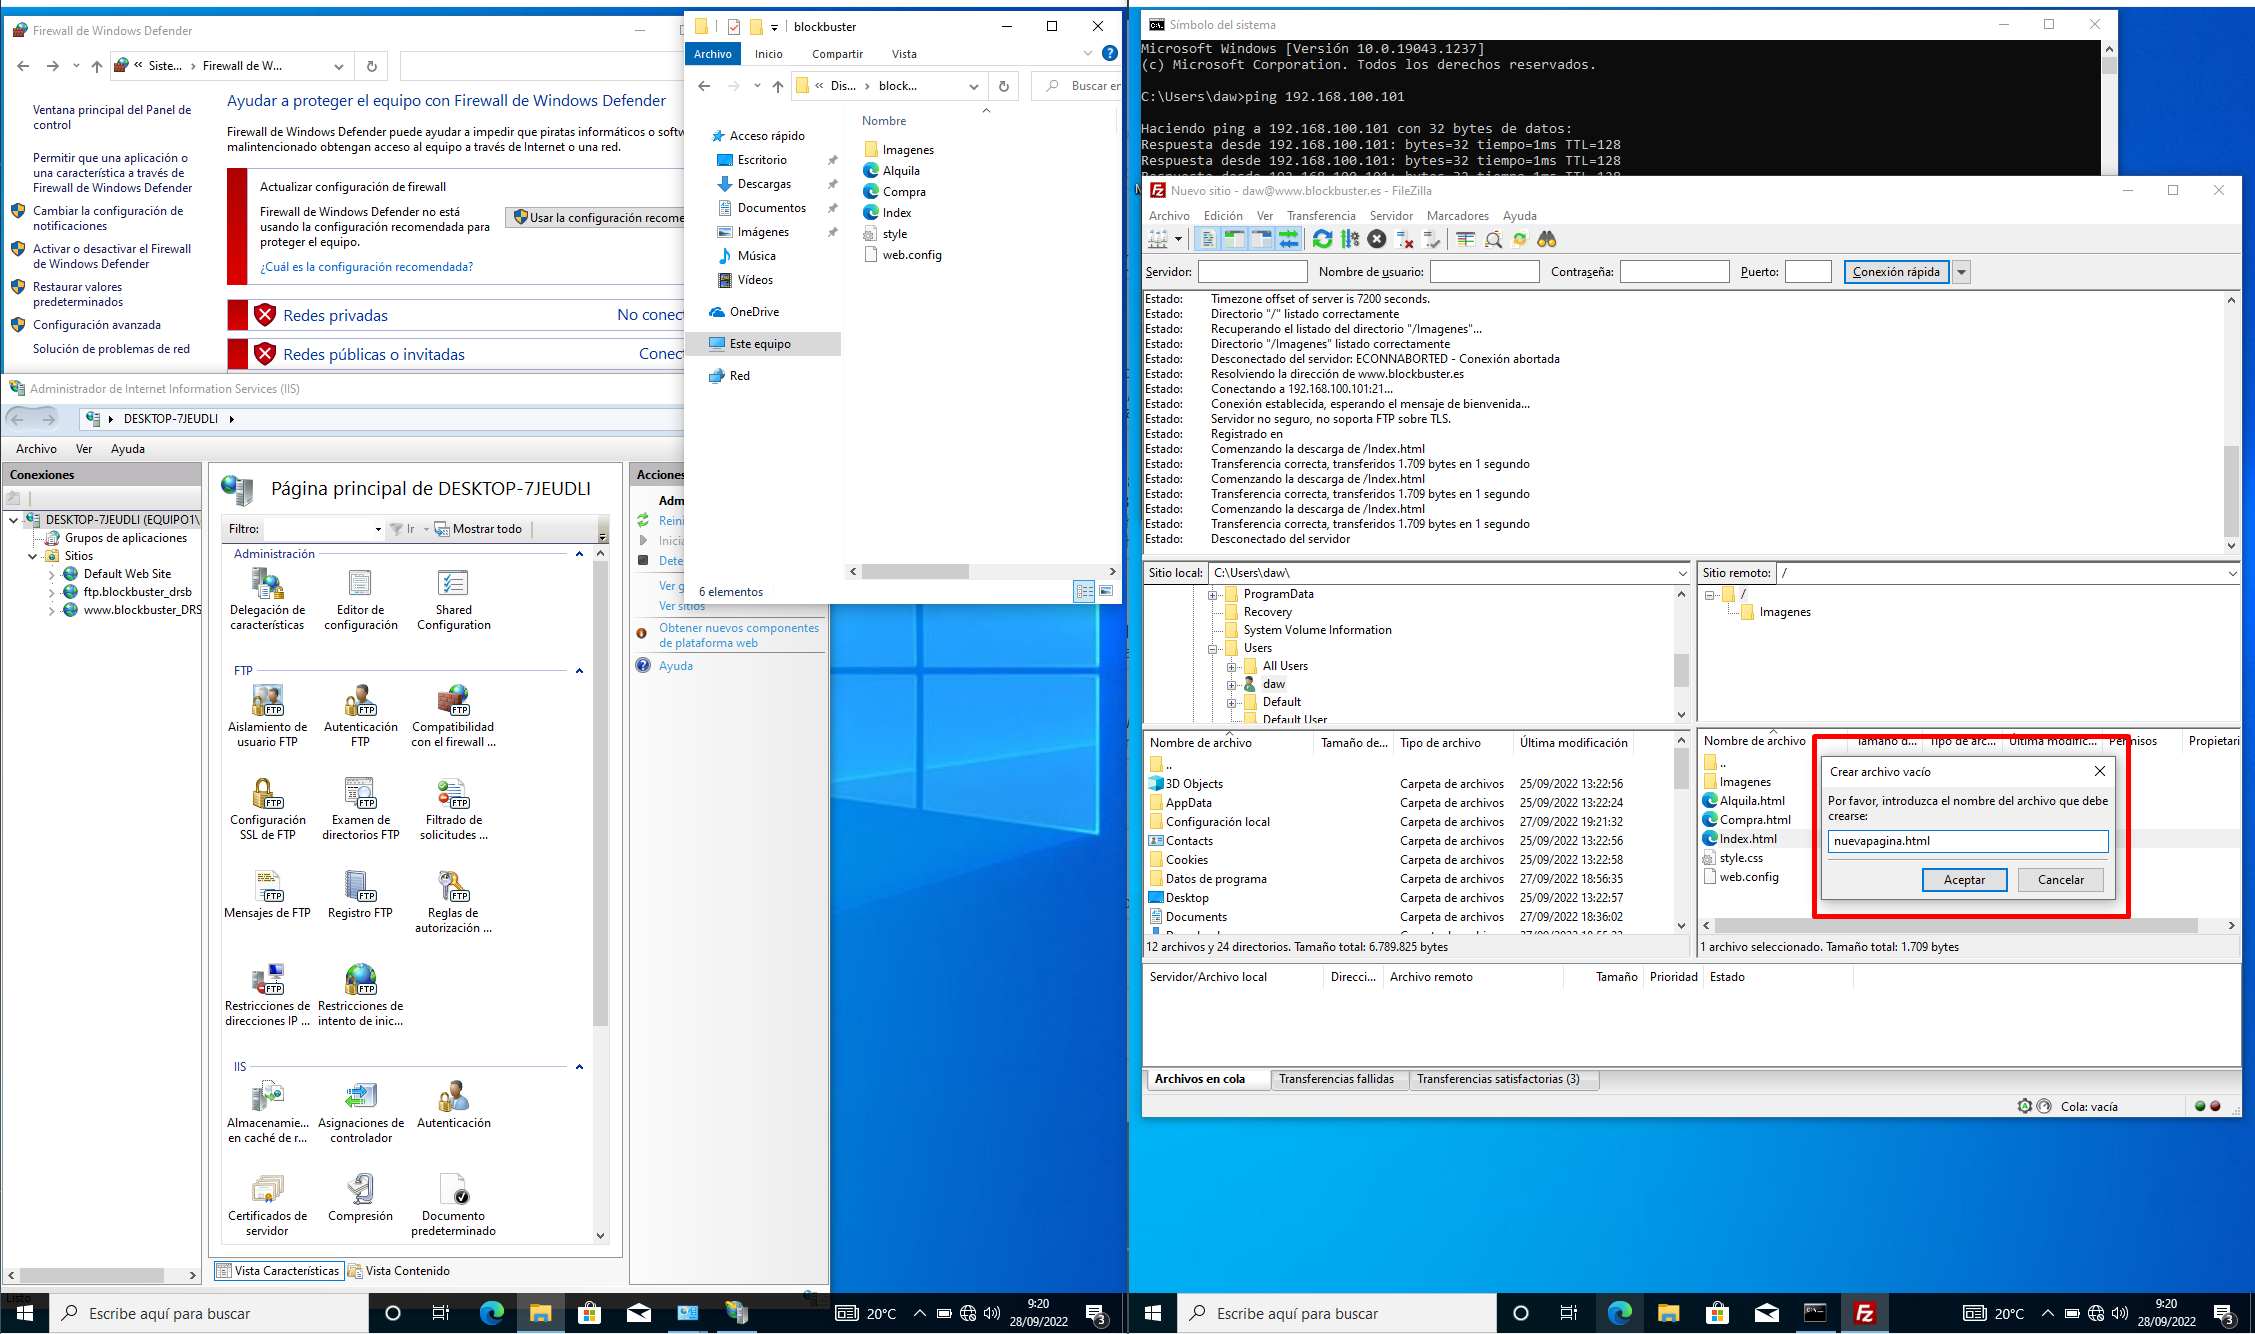 Firewall de Windows Defender
Siste...
Firewall de W...
Ventana principal del Panel de
control
Permitir que una aplicación o
una característica a través de
Firewall de Windows Defender
Cambiar la configuración de
notificaciones
Activar o desactivar el Firewall
de Windows Defender
Restaurar valores
predeterminados
Configuración avanzada
Solución de problemas de red
Ayudar a proteger el equipo con Firewall de Windows Defender
Firewall de Windows Defender puede ayudar a impedir que piratas informáticos o softw
malintencionado obtengan acceso al equipo a través de Internet o una red.
Actualizar configuración de firewall
Firewall de Windows Defender no está
usando la configuración recomendada para
proteger el equipo.
Usar la configuración recome
¿Cuál es la configuración recomendada?
Redes privadas
No conect
Redes públicas o invitadas
Conect
blockbuster
Archivo Inicio Compartir Vista
Dis... block...
Buscar en
Acceso rápido
Escritorio
Descargas
Documentos
Imágenes
Música
Vídeos
OneDrive
Este equipo
Red
Nombre
Imagenes
Alquila
Compra
Index
style
web.config
6 elementos
Administrador de Internet Information Services (IIS)
DESKTOP-7JEUDLI
Archivo Ver Ayuda
Conexiones
DESKTOP-7JEUDLI (EQUIPO1\
Grupos de aplicaciones
Sitios
Default Web Site
ftp.blockbuster_drsb
www.blockbuster_DRS
Página principal de DESKTOP-7JEUDLI
Filtro:
Ir
Mostrar todo
Administración
Delegación de
características
Editor de
configuración
Shared
Configuration
FTP
Aislamiento de
usuario FTP
Autenticación
FTP
Compatibilidad
con el firewall ...
Configuración
SSL de FTP
Examen de
directorios FTP
Filtrado de
solicitudes ...
Mensajes de FTP
Registro FTP
Reglas de
autorización ...
Restricciones de
direcciones IP ...
Restricciones de
intento de inic...
IIS
Almacenamie...
en caché de r...
Asignaciones de
controlador
Autenticación
Certificados de
servidor
Compresión
Documento
predeterminado
Vista Características
Vista Contenido
Acciones
Adm
Reini
Inicia
Dete
Ver g
Ver sitios
Obtener nuevos componentes
de plataforma web
Ayuda
Listo
Escribe aquí para buscar
20°C
9:20
28/09/2022
3
Símbolo del sistema
Microsoft Windows [Versión 10.0.19043.1237]
(c) Microsoft Corporation. Todos los derechos reservados.
C:\Users\daw>ping 192.168.100.101
Haciendo ping a 192.168.100.101 con 32 bytes de datos:
Respuesta desde 192.168.100.101: bytes=32 tiempo=1ms TTL=128
Respuesta desde 192.168.100.101: bytes=32 tiempo=1ms TTL=128
Respuesta desde 192.168.100.101: bytes=32 tiempo=1ms TTL=128
Nuevo sitio - daw@www.blockbuster.es - FileZilla
Archivo Edición Ver Transferencia Servidor Marcadores Ayuda
Servidor: Nombre de usuario: Contraseña: Puerto: Conexión rápida
Estado: Timezone offset of server is 7200 seconds.
Estado: Directorio "/" listado correctamente
Estado: Recuperando el listado del directorio "/Imagenes"...
Estado: Directorio "/Imagenes" listado correctamente
Estado: Desconectado del servidor: ECONNABORTED - Conexión abortada
Estado: Resolviendo la dirección de www.blockbuster.es
Estado: Conectando a 192.168.100.101:21...
Estado: Conexión establecida, esperando el mensaje de bienvenida...
Estado: Servidor no seguro, no soporta FTP sobre TLS.
Estado: Registrado en
Estado: Comenzando la descarga de /Index.html
Estado: Transferencia correcta, transferidos 1.709 bytes en 1 segundo
Estado: Comenzando la descarga de /Index.html
Estado: Transferencia correcta, transferidos 1.709 bytes en 1 segundo
Estado: Comenzando la descarga de /Index.html
Estado: Transferencia correcta, transferidos 1.709 bytes en 1 segundo
Estado: Desconectado del servidor
Sitio local: C:\Users\daw\
ProgramData
Recovery
System Volume Information
Users
All Users
daw
Default
Default User
Sitio remoto: /
/
Imagenes
Nombre de archivo Tamaño de... Tipo de archivo Última modificación
..
3D Objects Carpeta de archivos 25/09/2022 13:22:56
AppData Carpeta de archivos 25/09/2022 13:22:24
Configuración local Carpeta de archivos 27/09/2022 19:21:32
Contacts Carpeta de archivos 25/09/2022 13:22:56
Cookies Carpeta de archivos 25/09/2022 13:22:58
Datos de programa Carpeta de archivos 27/09/2022 18:56:35
Desktop Carpeta de archivos 25/09/2022 13:22:57
Documents Carpeta de archivos 27/09/2022 18:36:02
12 archivos y 24 directorios. Tamaño total: 6.789.825 bytes
Nombre de archivo Tamaño d... Tipo de arc... Última modific... Permisos Propietari
..
Imagenes
Alquila.html
Compra.html
Index.html
style.css
web.config
Crear archivo vacío
Por favor, introduzca el nombre del archivo que debe
crearse:
nuevapagina.html
Aceptar Cancelar
1 archivo seleccionado. Tamaño total: 1.709 bytes
Servidor/Archivo local Direcci... Archivo remoto Tamaño Prioridad Estado
Archivos en cola Transferencias fallidas Transferencias satisfactorias (3)
Cola: vacía
Escribe aquí para buscar
20°C
9:20
28/09/2022
3